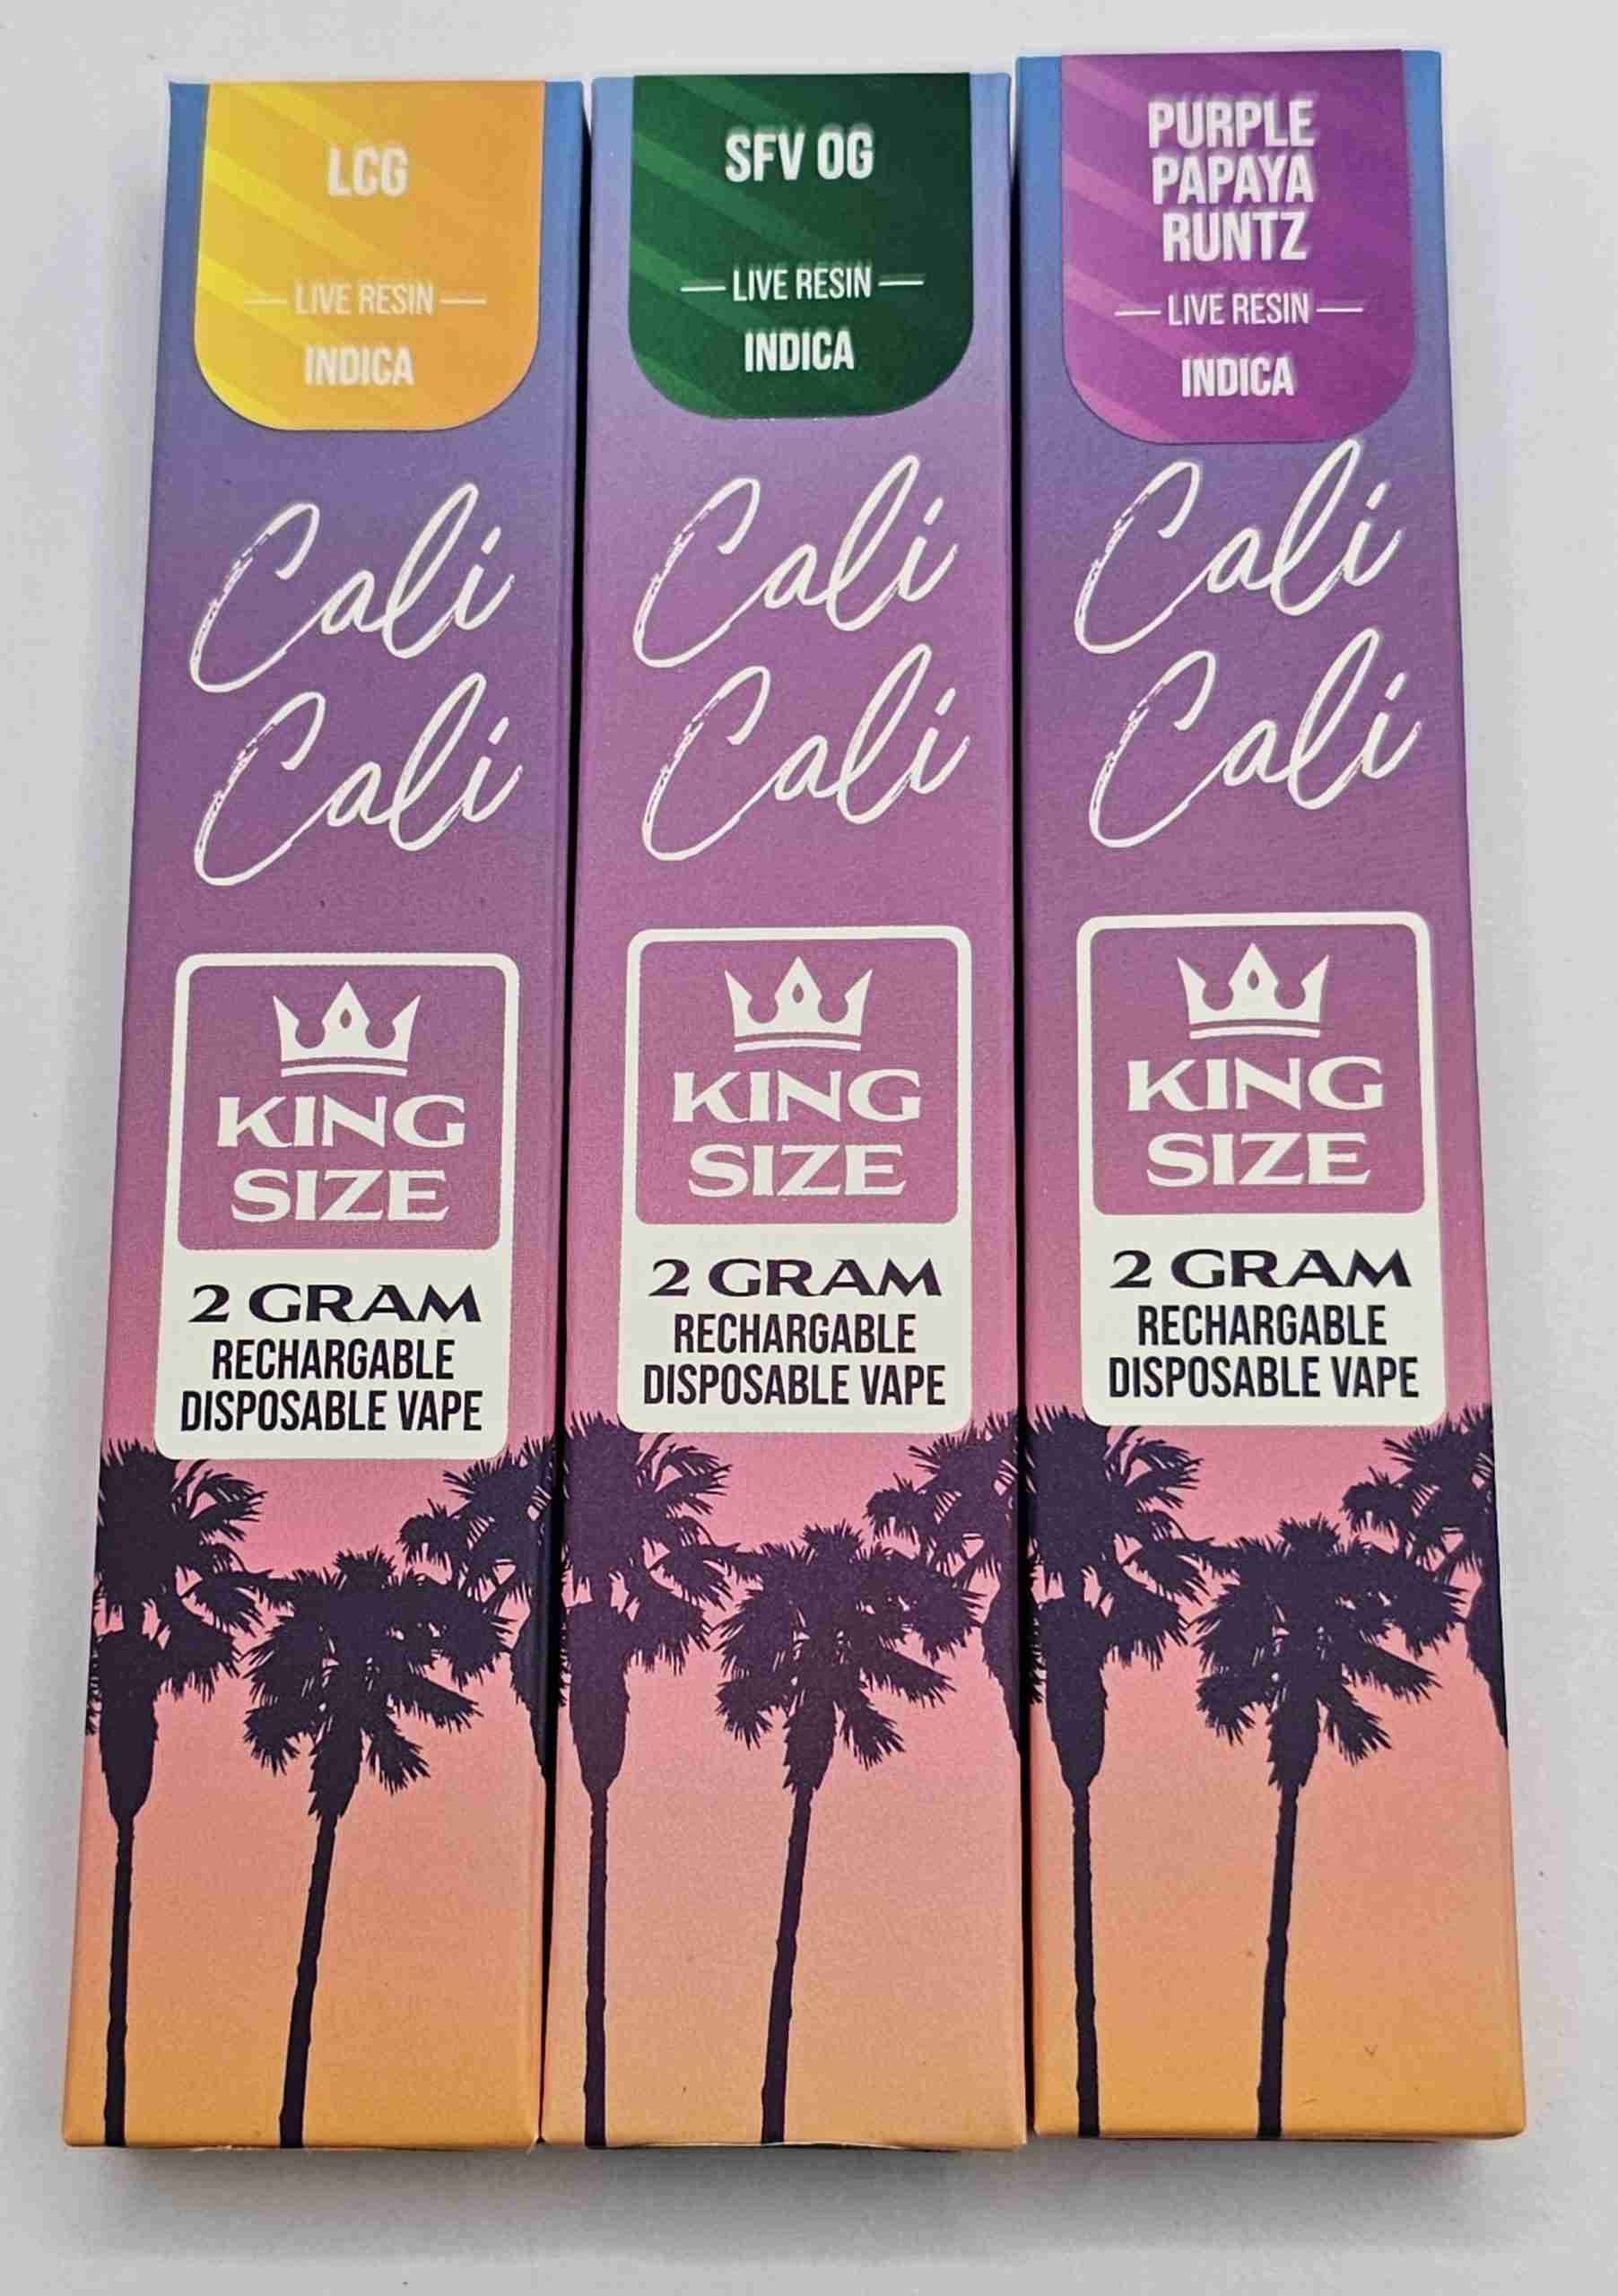 LCG
LIVE RESIN
INDICA
Cali
Cali
KING
SIZE
2 GRAM
RECHARGABLE
DISPOSABLE VAPE
SFV OG
LIVE RESIN
INDICA
Cali
Cali
KING
SIZE
2 GRAM
RECHARGABLE
DISPOSABLE VAPE
PURPLE
PAPAYA
RUNTZ
LIVE RESIN
INDICA
Cali
Cali
KING
SIZE
2 GRAM
RECHARGABLE
DISPOSABLE VAPE